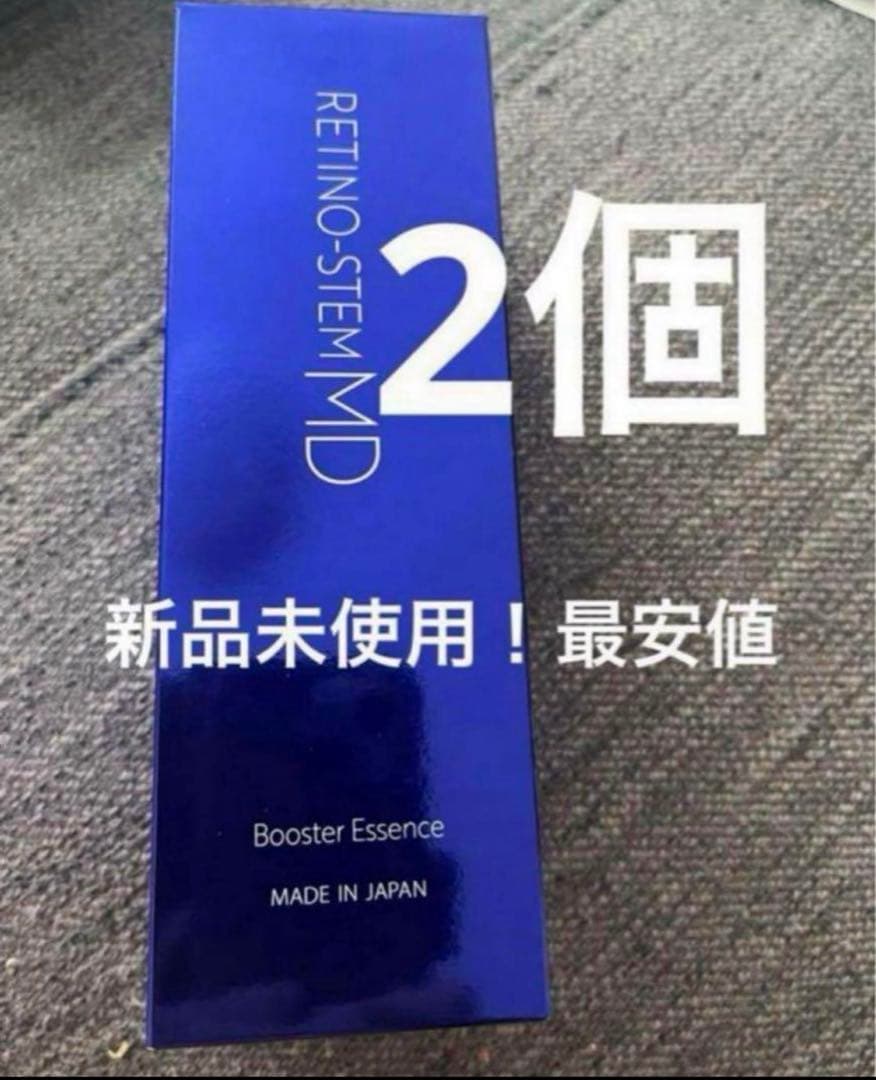 RETINO-STEM MD
2個
新品未使用！最安値
Booster Essence
MADE IN JAPAN